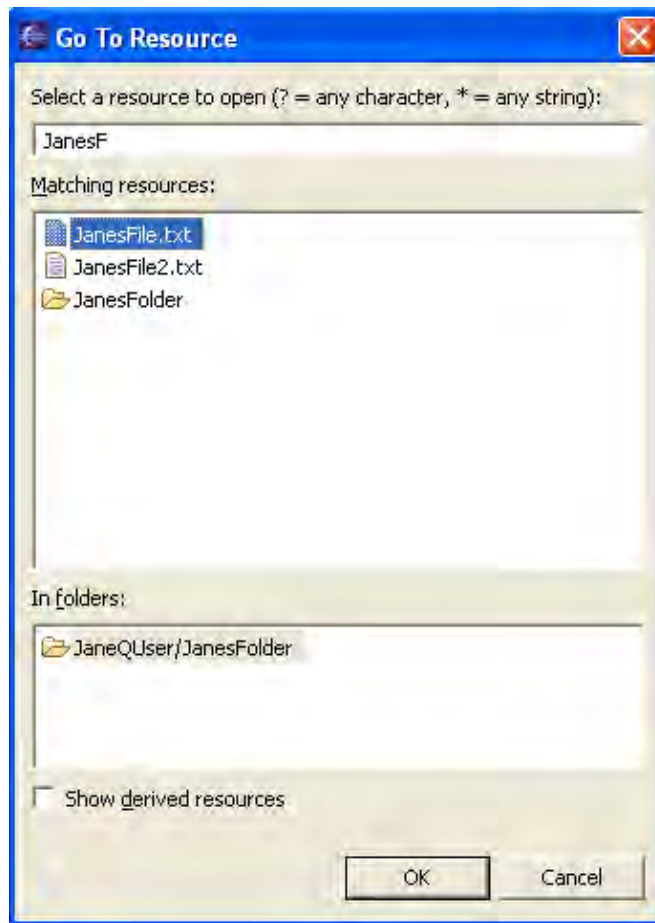 Go To Resource
Select a resource to open (? = any character, * = any string):
JanesF
Matching resources:
JanesFile.txt
JanesFile2.txt
JanesFolder
In folders:
JaneQUser/JanesFolder
Show derived resources
OK Cancel